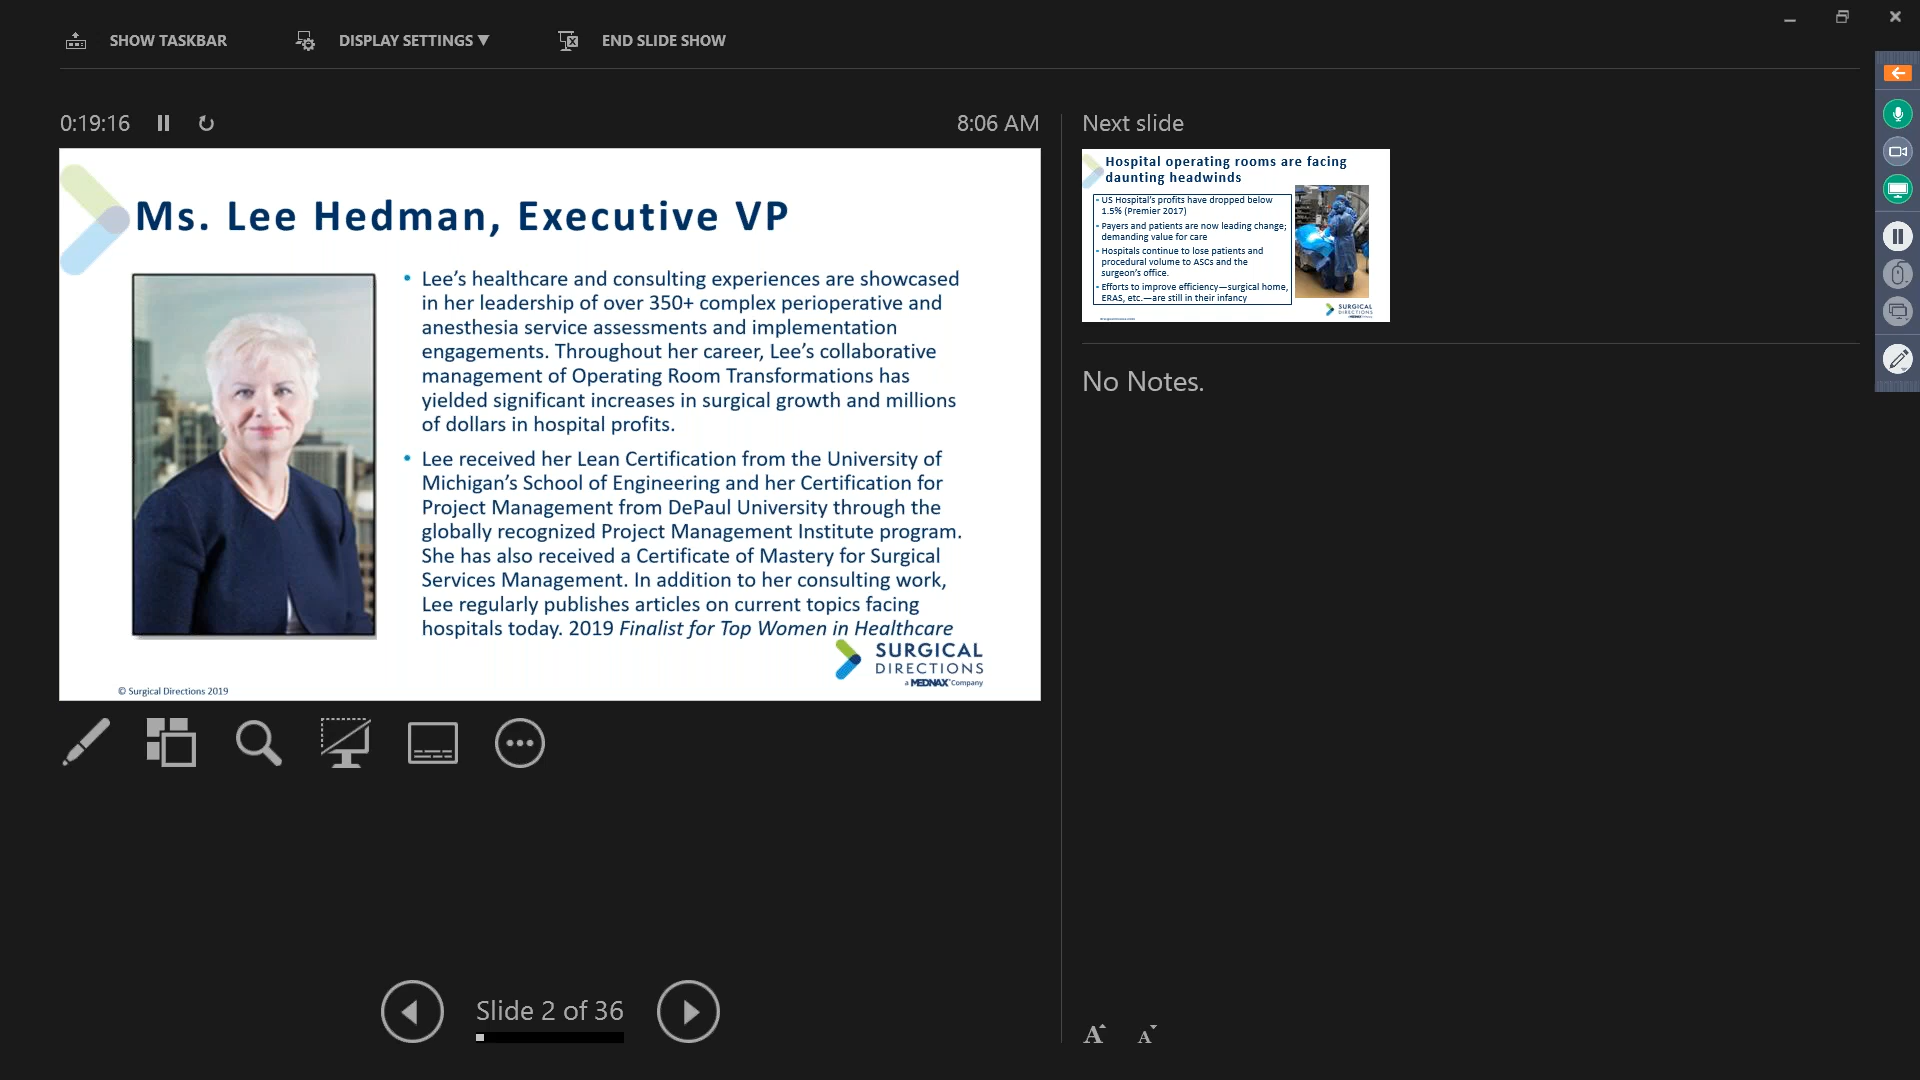 SHOW TASKBAR
DISPLAY SETTINGS ▼
END SLIDE SHOW
0:19:16
8:06 AM
Ms. Lee Hedman, Executive VP
• Lee’s healthcare and consulting experiences are showcased
in her leadership of over 350+ complex perioperative and
anesthesia service assessments and implementation
engagements. Throughout her career, Lee’s collaborative
management of Operating Room Transformations has
yielded significant increases in surgical growth and millions
of dollars in hospital profits.
• Lee received her Lean Certification from the University of
Michigan’s School of Engineering and her Certification for
Project Management from DePaul University through the
globally recognized Project Management Institute program.
She has also received a Certificate of Mastery for Surgical
Services Management. In addition to her consulting work,
Lee regularly publishes articles on current topics facing
hospitals today. 2019 Finalist for Top Women in Healthcare
SURGICAL
DIRECTIONS
a MEDNAX Company
© Surgical Directions 2019
Slide 2 of 36
Next slide
Hospital operating rooms are facing
daunting headwinds
• US Hospital’s profits have dropped below
1.5% (Premier 2017)
• Payers and patients are now leading change;
demanding value for care
• Hospitals continue to lose patients and
procedural volume to ASCs and the
surgeon’s office.
• Efforts to improve efficiency—surgical home,
ERAS, etc.—are still in their infancy
SURGICAL
DIRECTIONS
No Notes.
A A